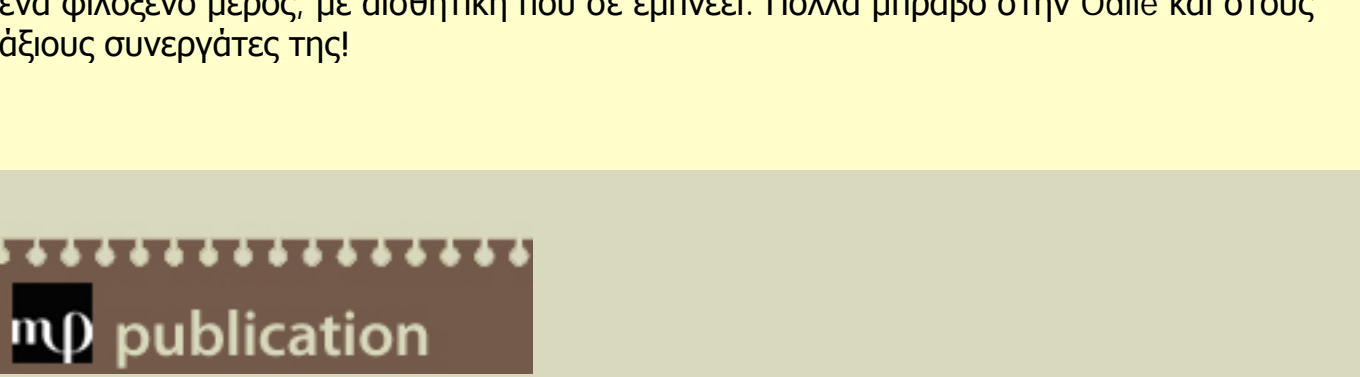 ένα φιλόξενο μέρος, με αισθητική που σε εμπνέει. Πολλά μπράβο στην Odile και στους
άξιους συνεργάτες της!
mp publication